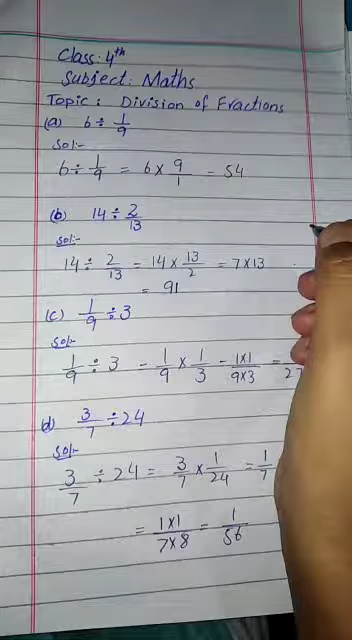 Class: 4th
Subject: Maths
Topic: Division of Fractions
(a) 6 ÷ 1/9
Sol:-
6 ÷ 1/9 = 6 × 9/1 = 54
(b) 14 ÷ 2/13
Sol:-
14 ÷ 2/13 = 14 × 13/2 = 7 × 13
= 91
(c) 1/9 ÷ 3
Sol:-
1/9 ÷ 3 = 1/9 × 1/3 = 1×1/9×3 =
(d) 3/7 ÷ 24
Sol:-
3/7 ÷ 24 = 3/7 × 1/24 = 1/7
= 1×1/7×8 = 1/56